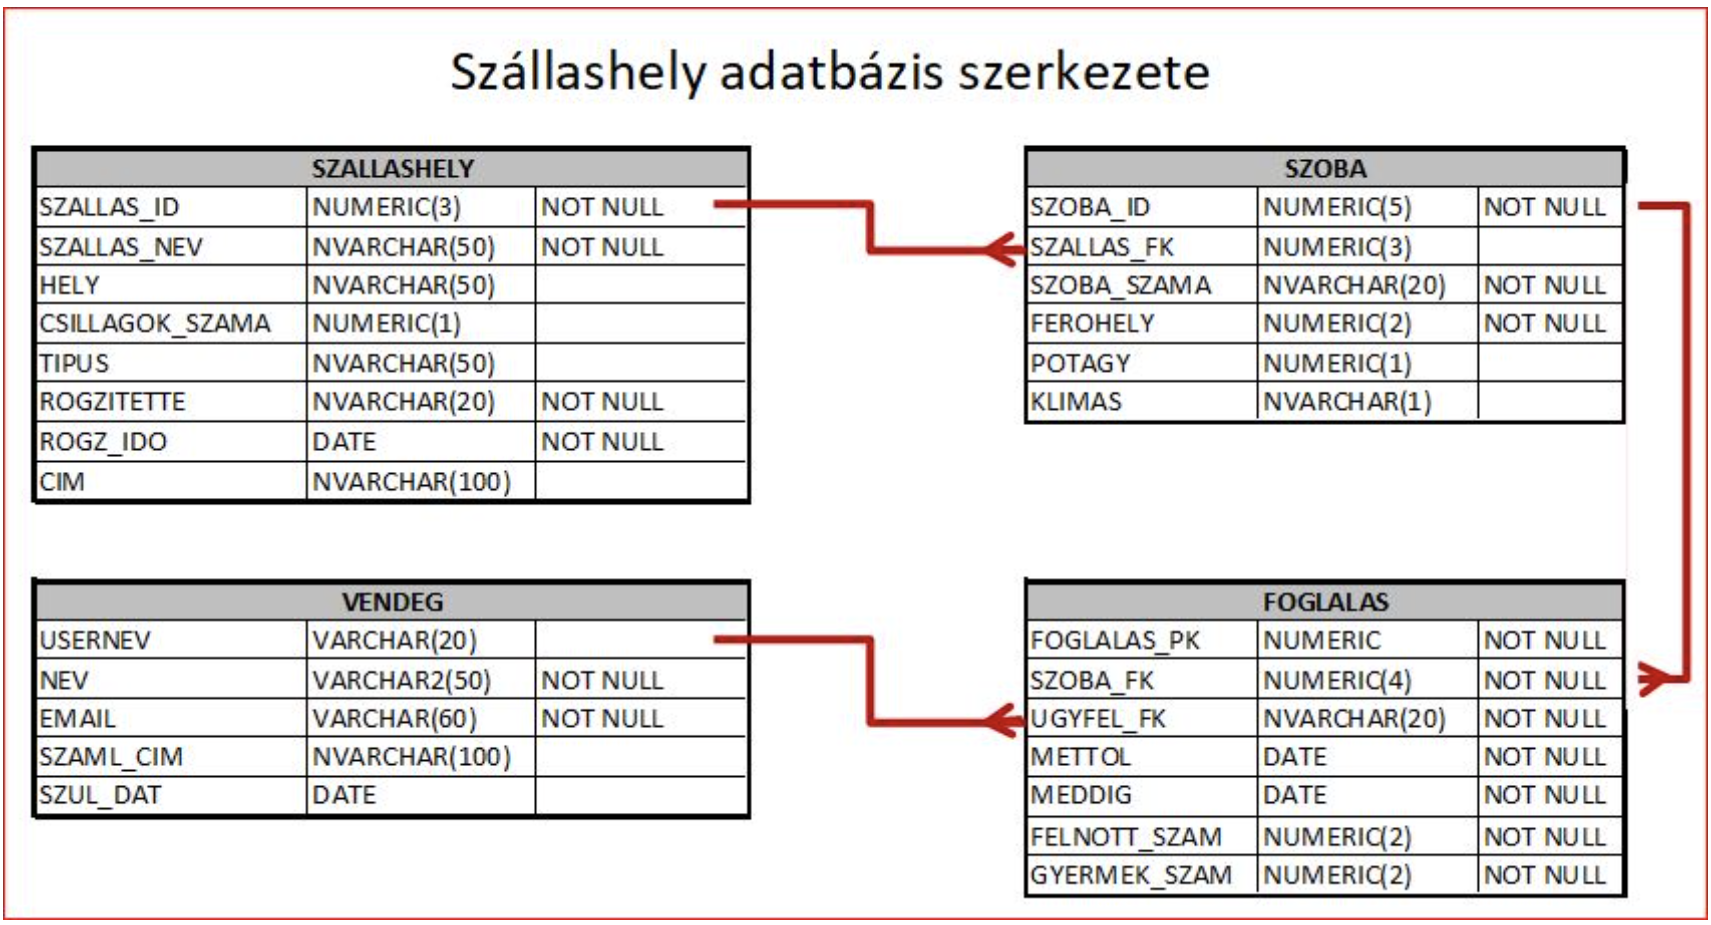 Szállashely adatbázis szerkezete
SZALLASHELY
SZALLAS_ID NUMERIC(3) NOT NULL
SZALLAS_NEV NVARCHAR(50) NOT NULL
HELY NVARCHAR(50)
CSILLAGOK_SZAMA NUMERIC(1)
TIPUS NVARCHAR(50)
ROGZITETTE NVARCHAR(20) NOT NULL
ROGZ_IDO DATE NOT NULL
CIM NVARCHAR(100)
SZOBA
SZOBA_ID NUMERIC(5) NOT NULL
SZALLAS_FK NUMERIC(3)
SZOBA_SZAMA NVARCHAR(20) NOT NULL
FEROHELY NUMERIC(2) NOT NULL
POTAGY NUMERIC(1)
KLIMAS NVARCHAR(1)
VENDEG
USERNEV VARCHAR(20)
NEV VARCHAR2(50) NOT NULL
EMAIL VARCHAR(60) NOT NULL
SZAML_CIM NVARCHAR(100)
SZUL_DAT DATE
FOGLALAS
FOGLALAS_PK NUMERIC NOT NULL
SZOBA_FK NUMERIC(4) NOT NULL
UGYFEL_FK NVARCHAR(20) NOT NULL
METTOL DATE NOT NULL
MEDDIG DATE NOT NULL
FELNOTT_SZAM NUMERIC(2) NOT NULL
GYERMEK_SZAM NUMERIC(2) NOT NULL